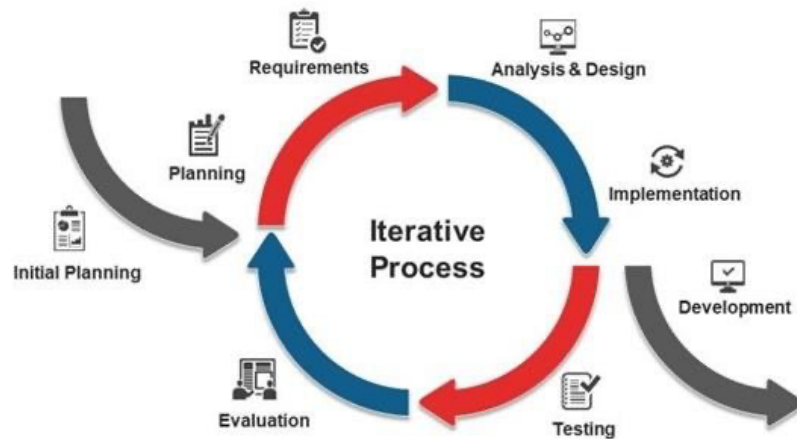 Requirements
Analysis & Design
Planning
Implementation
Iterative
Process
Initial Planning
Development
Evaluation
Testing